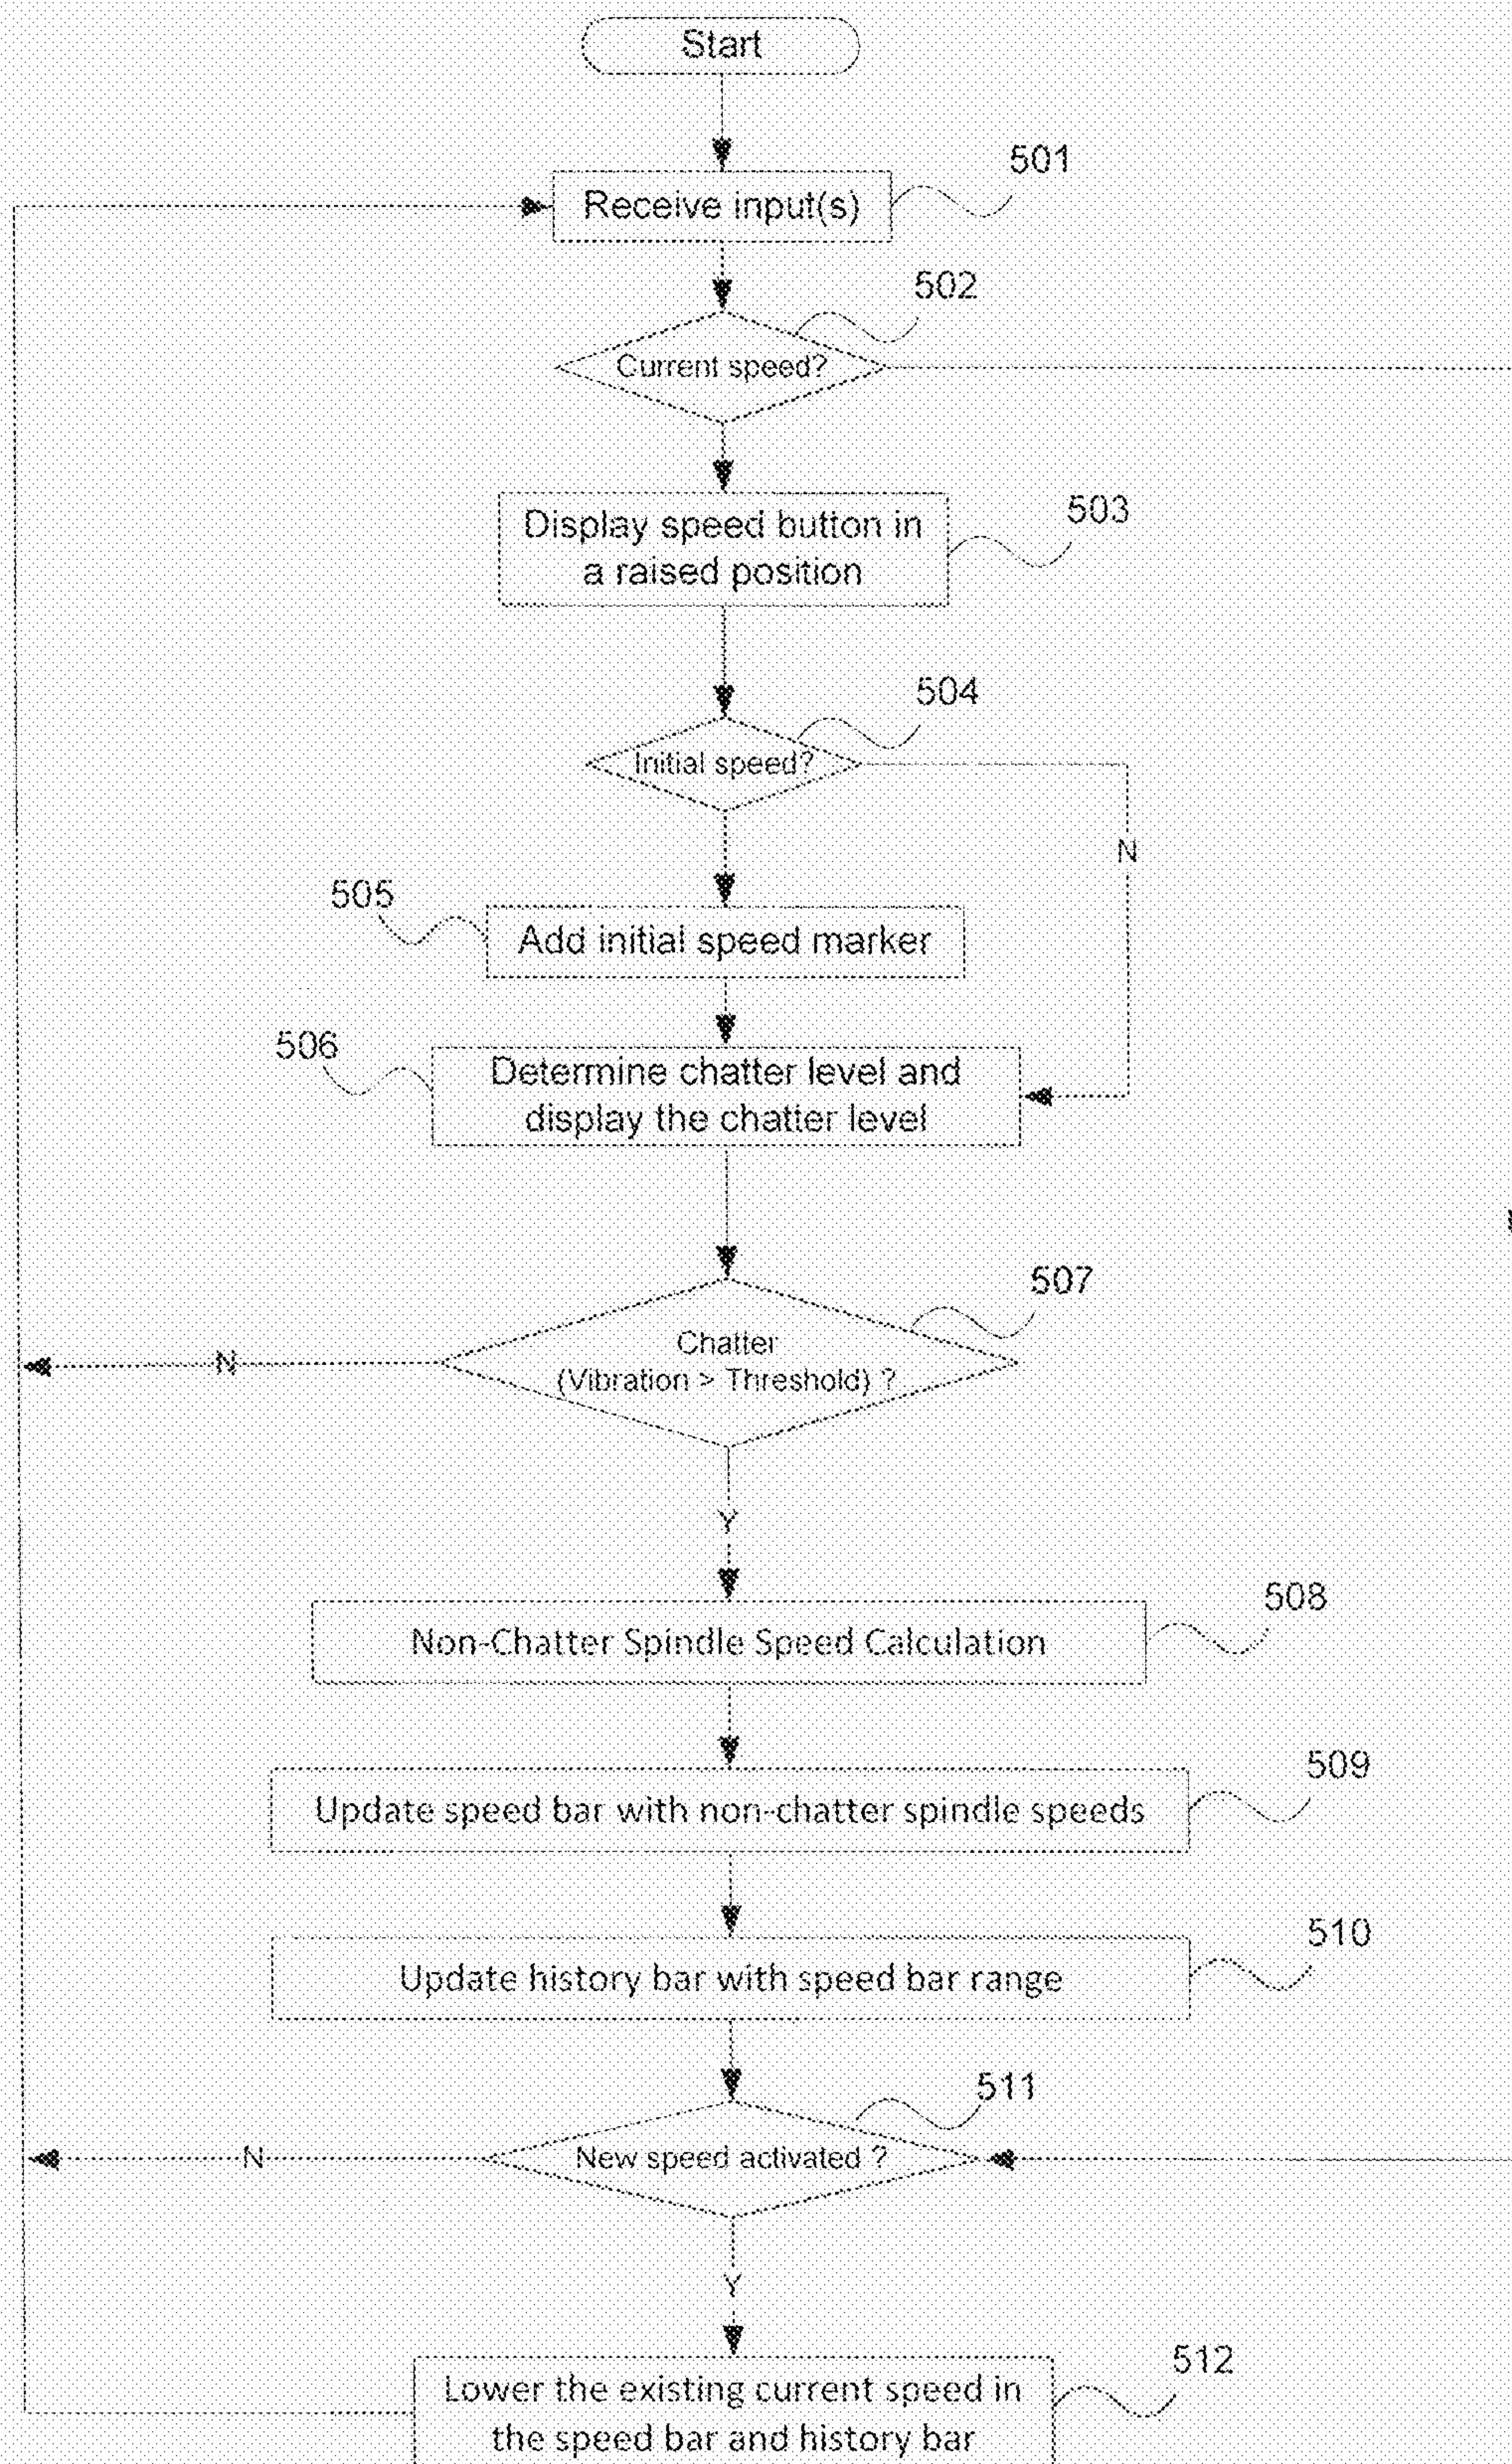 Start
501
Receive input(s)
502
Current speed?
503
Display speed button in
a raised position
504
Initial speed?
N
505
Add initial speed marker
506
Determine chatter level and
display the chatter level
507
Chatter
(Vibration > Threshold) ?
N
Y
508
Non-Chatter Spindle Speed Calculation
509
Update speed bar with non-chatter spindle speeds
510
Update history bar with speed bar range
511
New speed activated ?
N
Y
512
Lower the existing current speed in
the speed bar and history bar